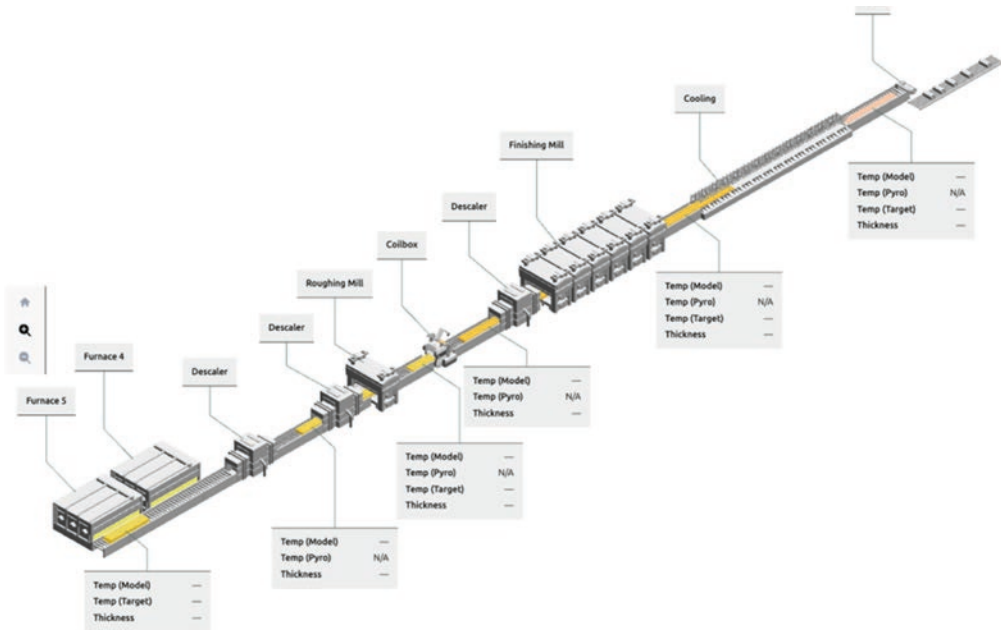 Cooling
Finishing Mill
Descaler
Coilbox
Roughing Mill
Descaler
Descaler
Furnace 4
Furnace 5
Temp (Model) —
Temp (Pyro) N/A
Temp (Target) —
Thickness —
Temp (Model) —
Temp (Pyro) N/A
Temp (Target) —
Thickness —
Temp (Model) —
Temp (Pyro) N/A
Thickness —
Temp (Model) —
Temp (Pyro) N/A
Temp (Target) —
Thickness —
Temp (Model) —
Temp (Pyro) N/A
Thickness —
Temp (Model) —
Temp (Target) —
Thickness —